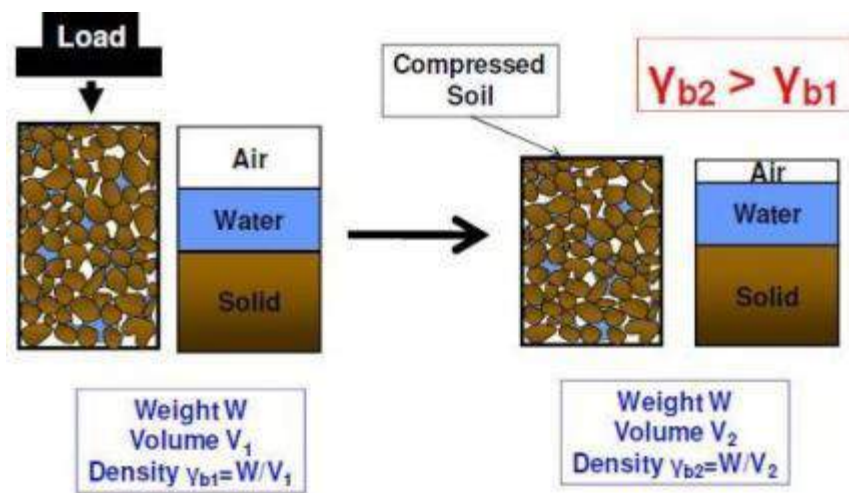 Load
Compressed
Soil
γb2 > γb1
Air
Water
Solid
Air
Water
Solid
Weight W
Volume V1
Density γb1=W/V1
Weight W
Volume V2
Density γb2=W/V2